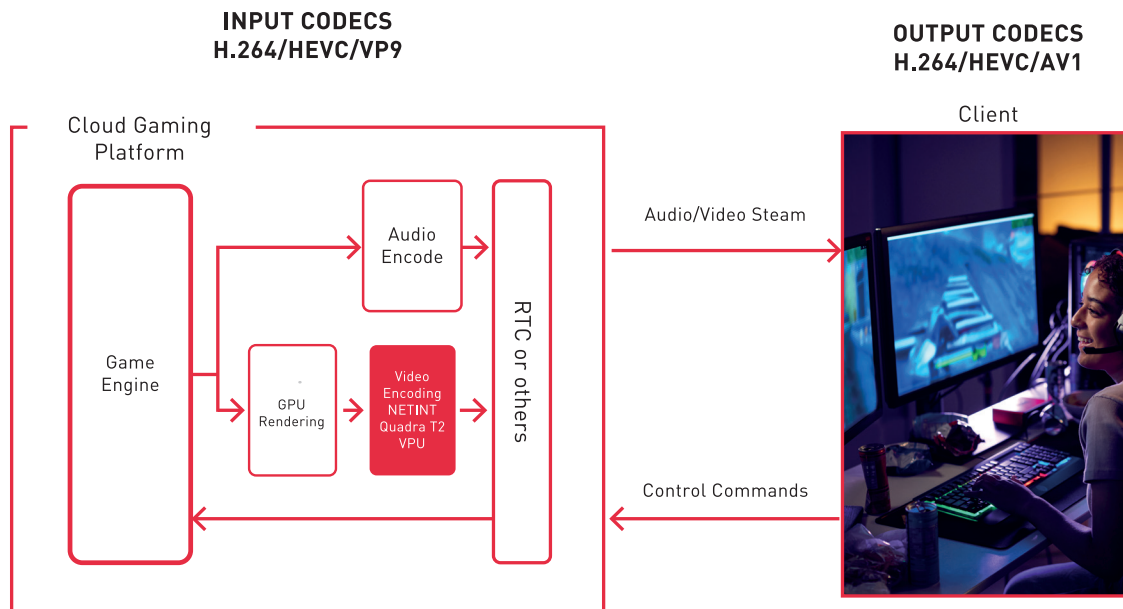 INPUT CODECS
H.264/HEVC/VP9
OUTPUT CODECS
H.264/HEVC/AV1
Cloud Gaming
Platform
Client
Game
Engine
Audio
Encode
GPU
Rendering
Video
Encoding
NETINT
Quadra T2
VPU
RTC or others
Audio/Video Steam
Control Commands